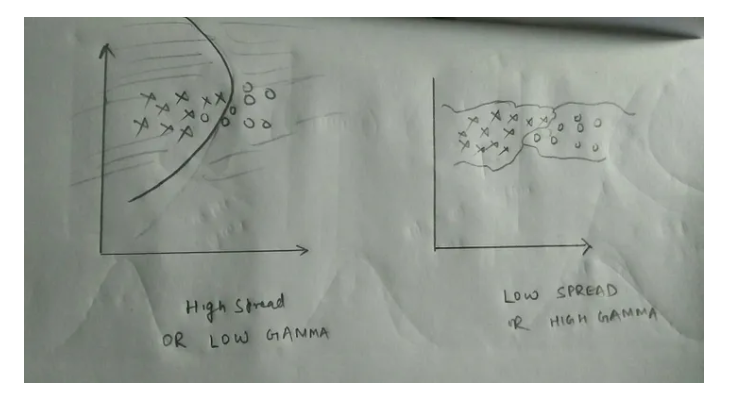 High Spread
OR LOW GAMMA
LOW SPREAD
OR HIGH GAMMA